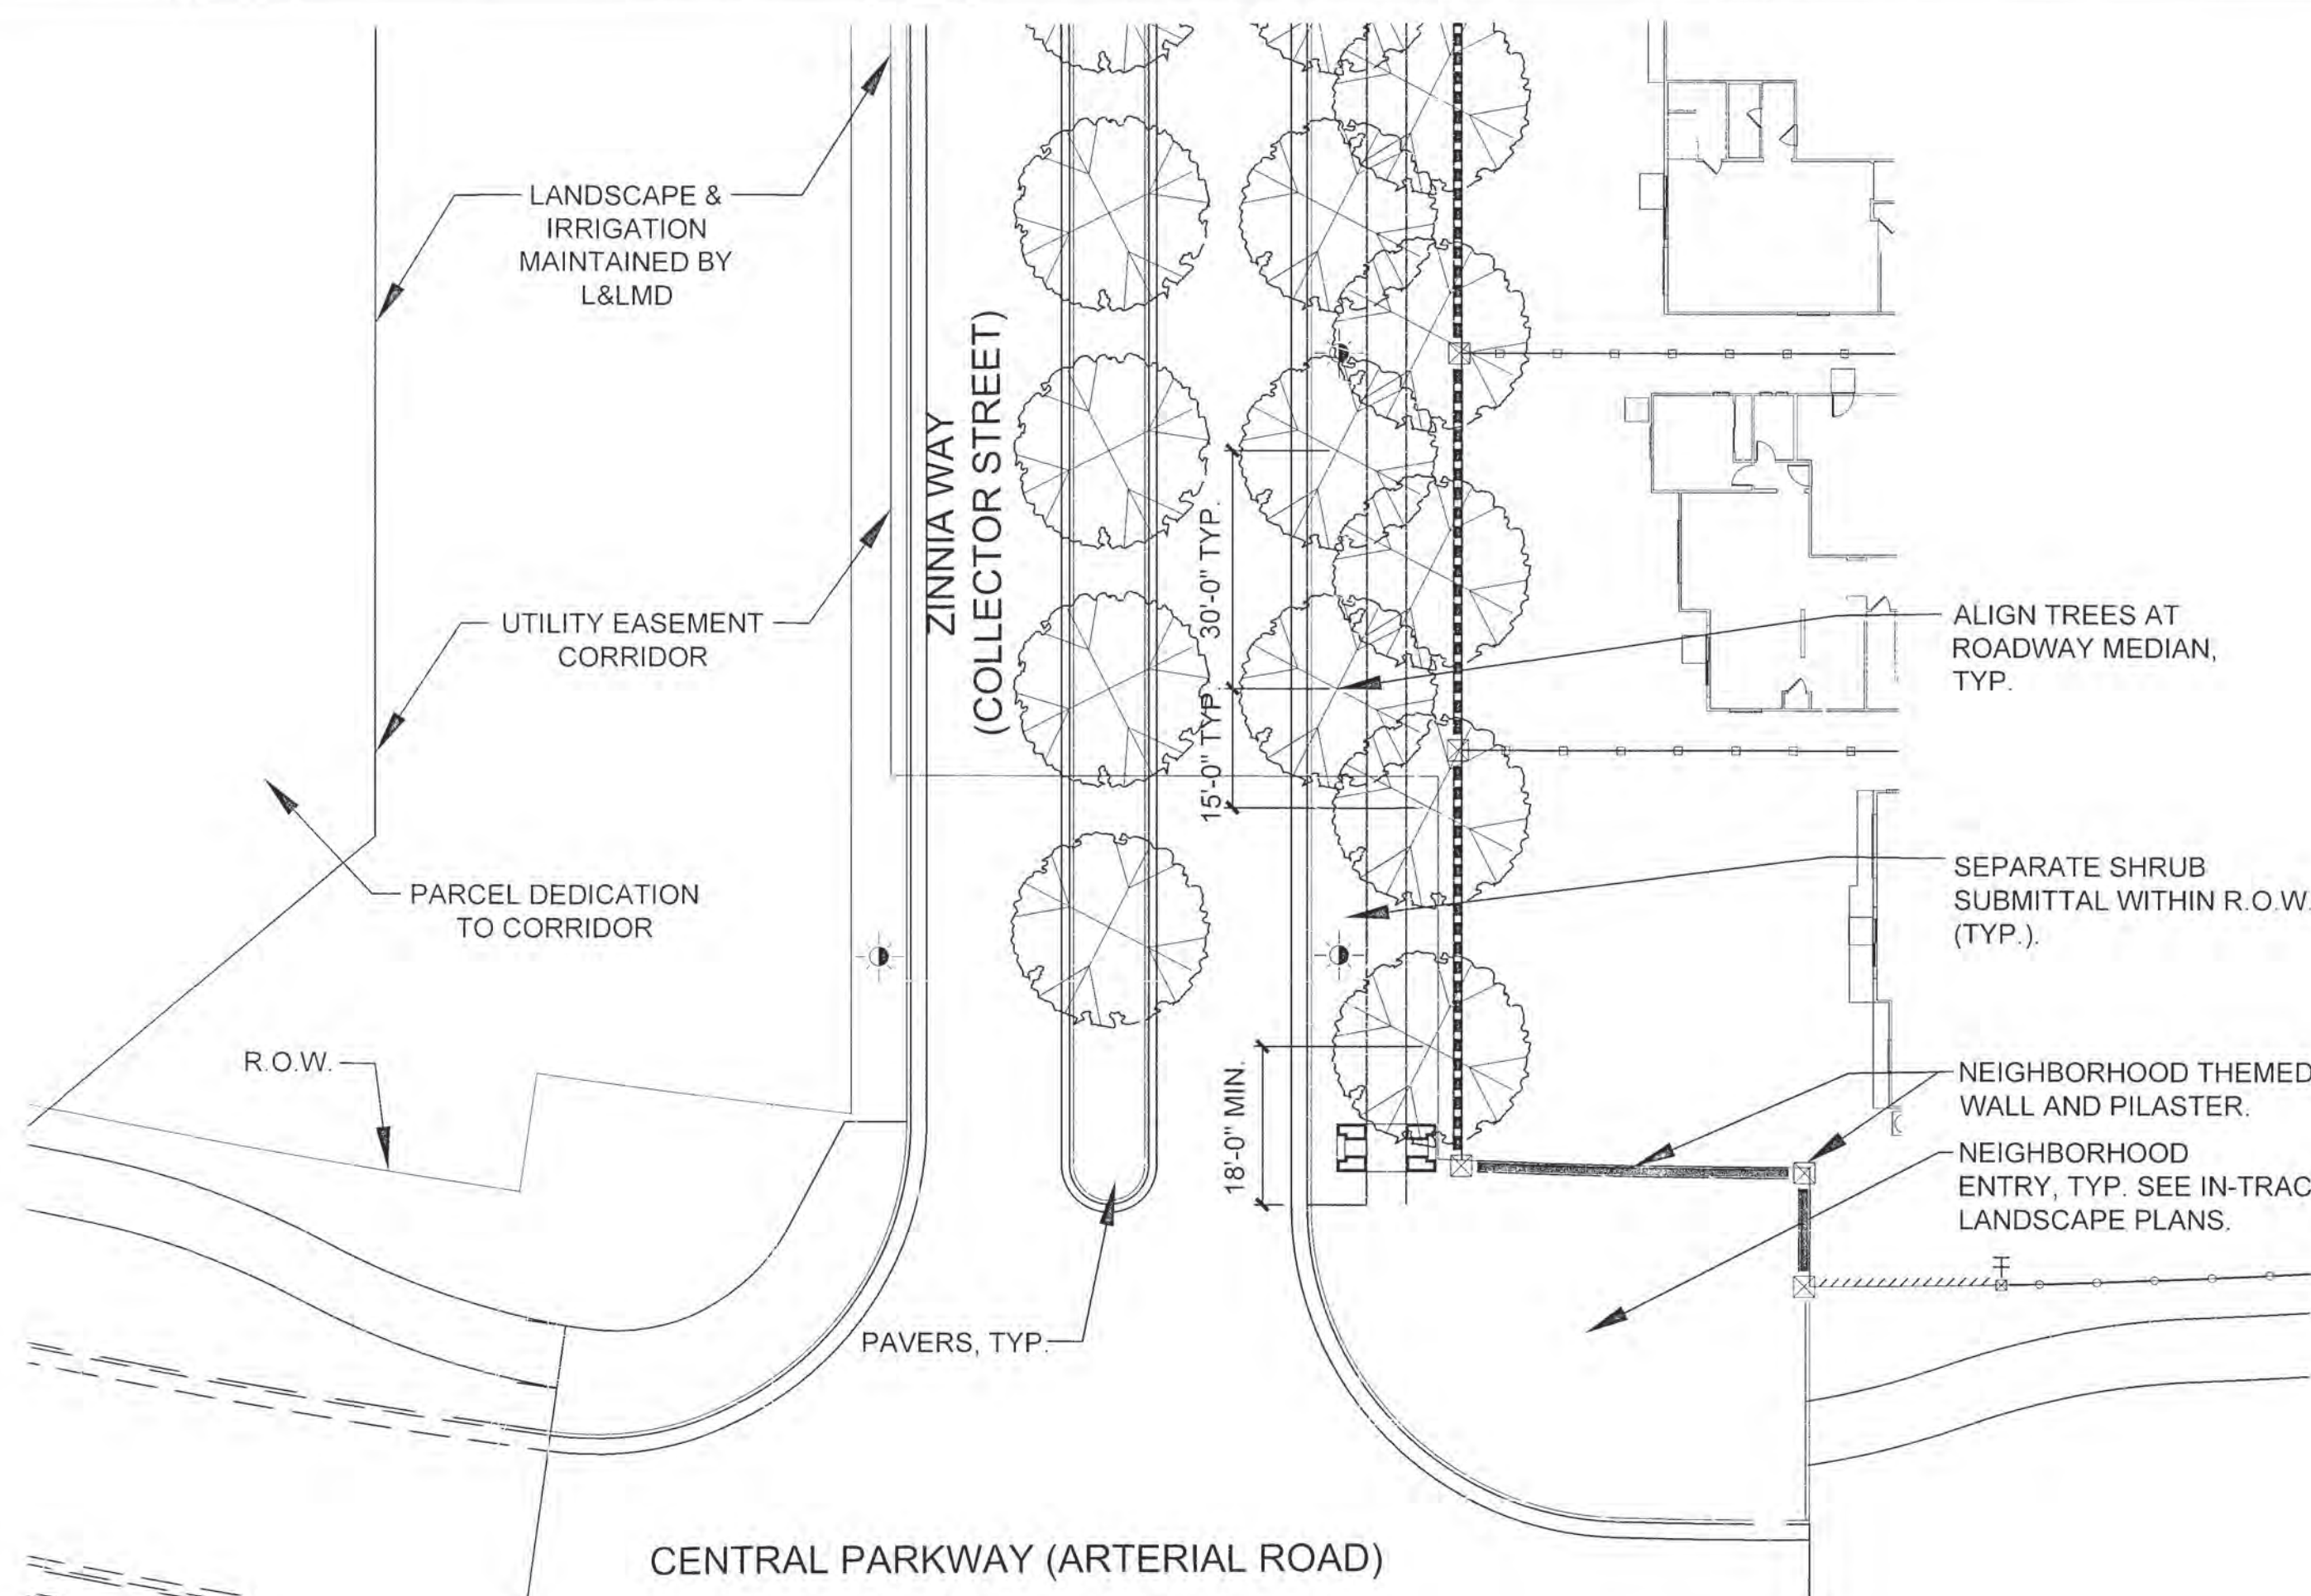 LANDSCAPE &
IRRIGATION
MAINTAINED BY
L&LMD
UTILITY EASEMENT
CORRIDOR
PARCEL DEDICATION
TO CORRIDOR
R.O.W.
ZINNIA WAY
(COLLECTOR STREET)
30'-0" TYP.
15'-0" TYP
18'-0" MIN.
PAVERS, TYP.
ALIGN TREES AT
ROADWAY MEDIAN,
TYP.
SEPARATE SHRUB
SUBMITTAL WITHIN R.O.W.
(TYP.).
NEIGHBORHOOD THEMED
WALL AND PILASTER.
NEIGHBORHOOD
ENTRY, TYP. SEE IN-TRAC
LANDSCAPE PLANS.
CENTRAL PARKWAY (ARTERIAL ROAD)